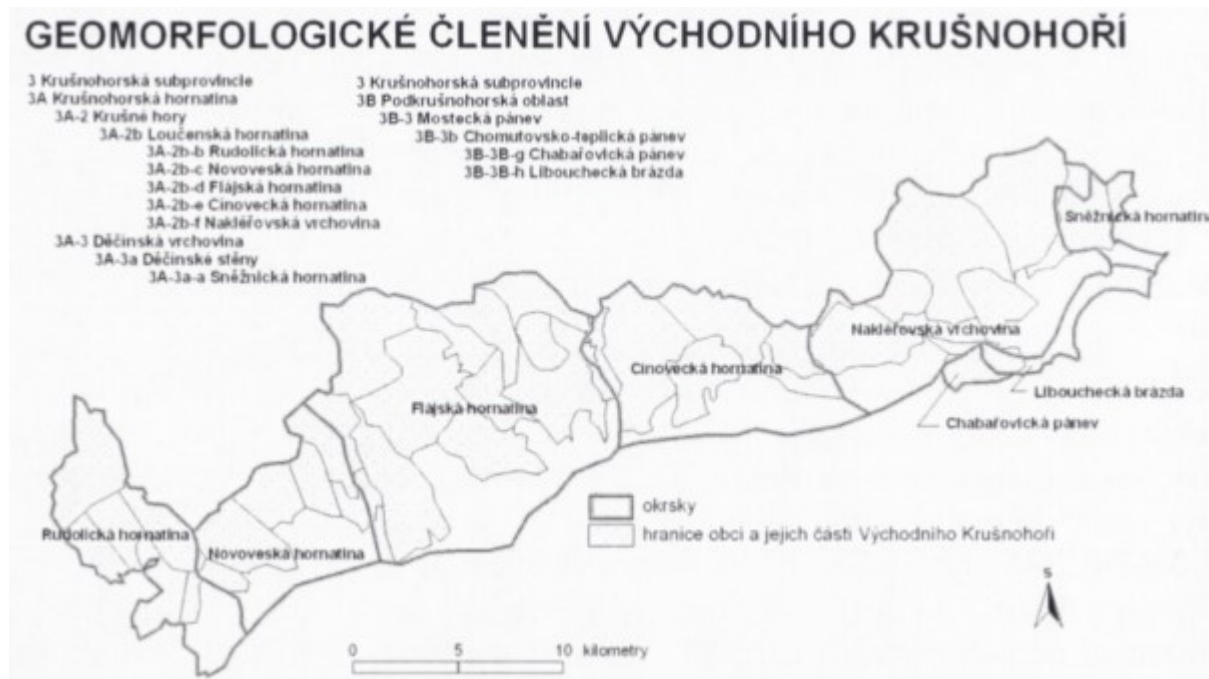 GEOMORFOLOGICKÉ ČLENĚNÍ VÝCHODNÍHO KRUŠNOHOŘÍ
3 Krušnohorská subprovincie
3A Krušnohorská hornatina
3A-2 Krušné hory
3A-2b Loučenská hornatina
3A-2b-b Rudolická hornatina
3A-2b-c Novoveská hornatina
3A-2b-d Flájská hornatina
3A-2b-e Cínovecká hornatina
3A-2b-f Nakléřovská vrchovina
3A-3 Děčínská vrchovina
3A-3a Děčínské stěny
3A-3a-a Sněžnická hornatina
3 Krušnohorská subprovincie
3B Podkrušnohorská oblast
3B-3 Mostecká pánev
3B-3b Chomutovsko-teplická pánev
3B-3B-g Chabařovická pánev
3B-3B-h Libouchecká brázda
Sněžnická hornatina
Nakléřovská vrchovina
Cínovecká hornatina
Libouchecká brázda
Flájská hornatina
Chabařovická pánev
okrsky
Rudolická hornatina
hranice obcí a jejich částí Východního Krušnohoří
Novoveská hornatina
S
0 5 10 kilometry